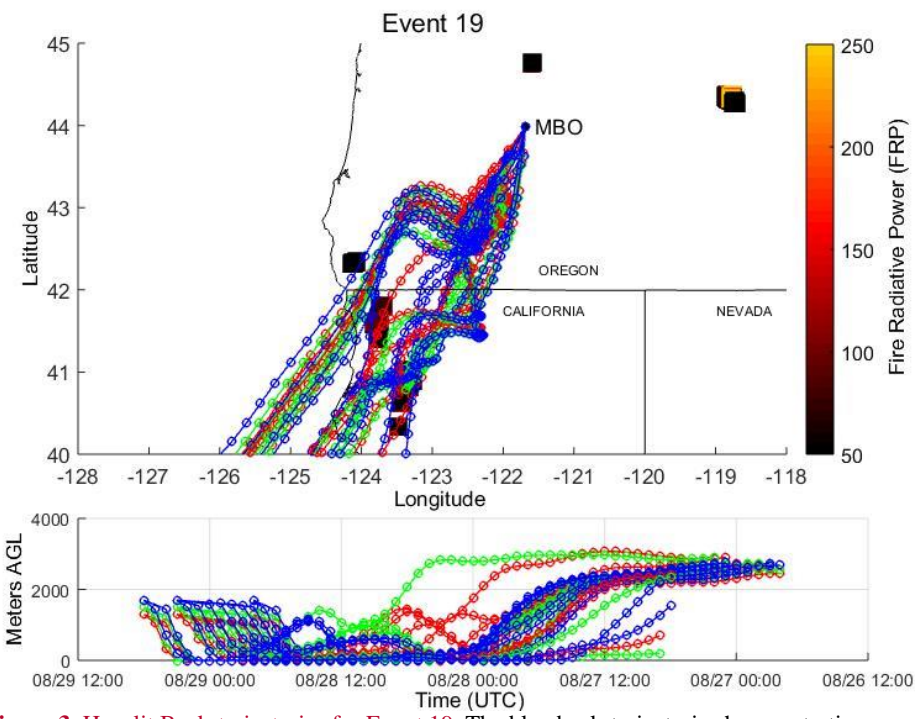 Event 19
45
44
43
42
41
40
Latitude
MBO
OREGON
CALIFORNIA
NEVADA
-128 -127 -126 -125 -124 -123 -122 -121 -120 -119 -118
Longitude
250
200
150
100
50
Fire Radiative Power (FRP)
4000
2000
0
Meters AGL
08/29 12:00 08/29 00:00 08/28 12:00 08/28 00:00 08/27 12:00 08/27 00:00 08/26 12:00
Time (UTC)